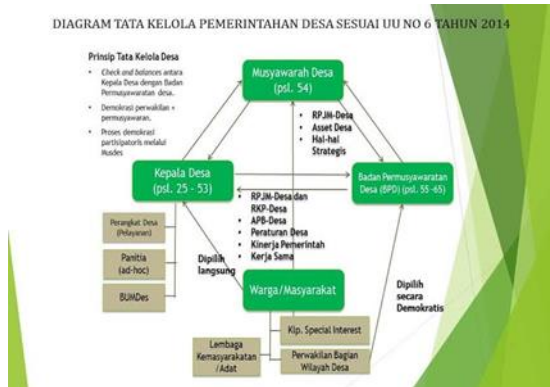 DIAGRAM TATA KELOLA PEMERINTAHAN DESA SESUAI UU NO 6 TAHUN 2014
Prinsip Tata Kelola Desa
• Check and balances antara
Kepala Desa dengan Badan
Permusyawaratan desa.
• Demokrasi perwakilan +
permusyawaran.
• Proses demokrasi
partisipatoris melalui
Musdes
Musyawarah Desa
(psl. 54)
• RPJM-Desa
• Asset Desa
• Hal-hal
Strategis
Kepala Desa
(psl. 25 - 53)
Badan Permusyawaratan
Desa (BPD) (psl. 55 -65)
• RPJM-Desa dan
RKP-Desa
• APB-Desa
• Peraturan Desa
• Kinerja Pemerintah
• Kerja Sama
Perangkat Desa
(Pelayanan)
Panitia
(ad-hoc)
BUMDes
Dipilih
langsung
Warga/Masyarakat
Dipilih
secara
Demokratis
Klp. Special Interest
Lembaga
Kemasyarakatan
/Adat
Perwakilan Bagian
Wilayah Desa